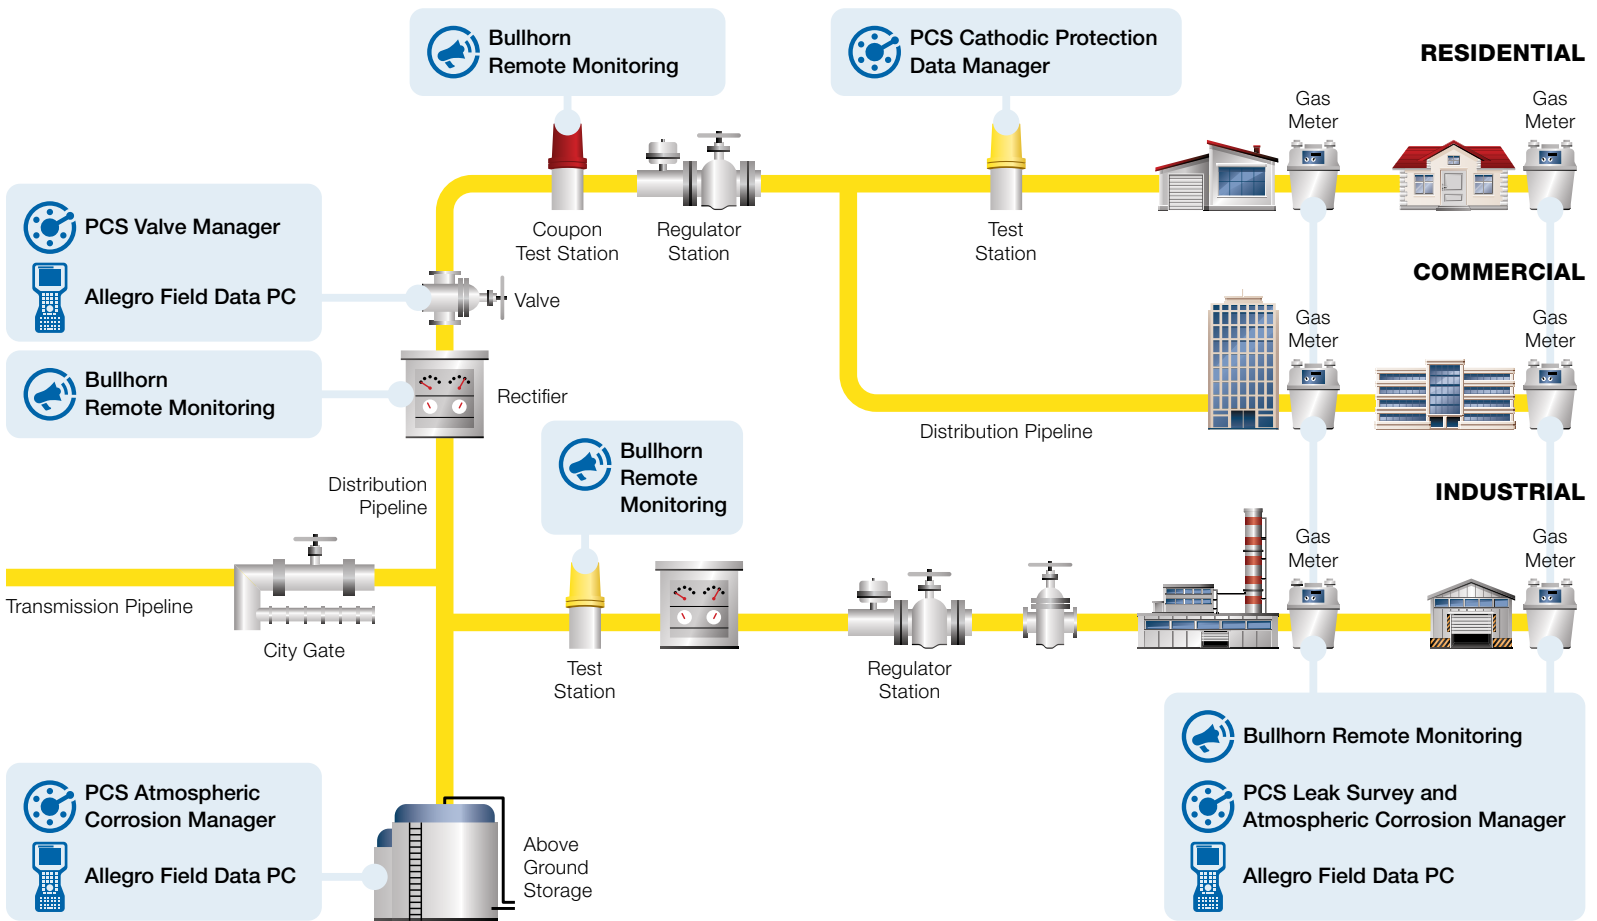 Bullhorn
Remote Monitoring
PCS Cathodic Protection
Data Manager
RESIDENTIAL
Gas
Meter
Gas
Meter
PCS Valve Manager
Allegro Field Data PC
Coupon
Test Station
Regulator
Station
Test
Station
Valve
COMMERCIAL
Gas
Meter
Gas
Meter
Bullhorn
Remote Monitoring
Rectifier
Distribution Pipeline
Bullhorn
Remote
Monitoring
Distribution
Pipeline
INDUSTRIAL
Gas
Meter
Gas
Meter
Transmission Pipeline
City Gate
Test
Station
Regulator
Station
Bullhorn Remote Monitoring
PCS Leak Survey and
Atmospheric Corrosion Manager
Allegro Field Data PC
PCS Atmospheric
Corrosion Manager
Allegro Field Data PC
Above
Ground
Storage